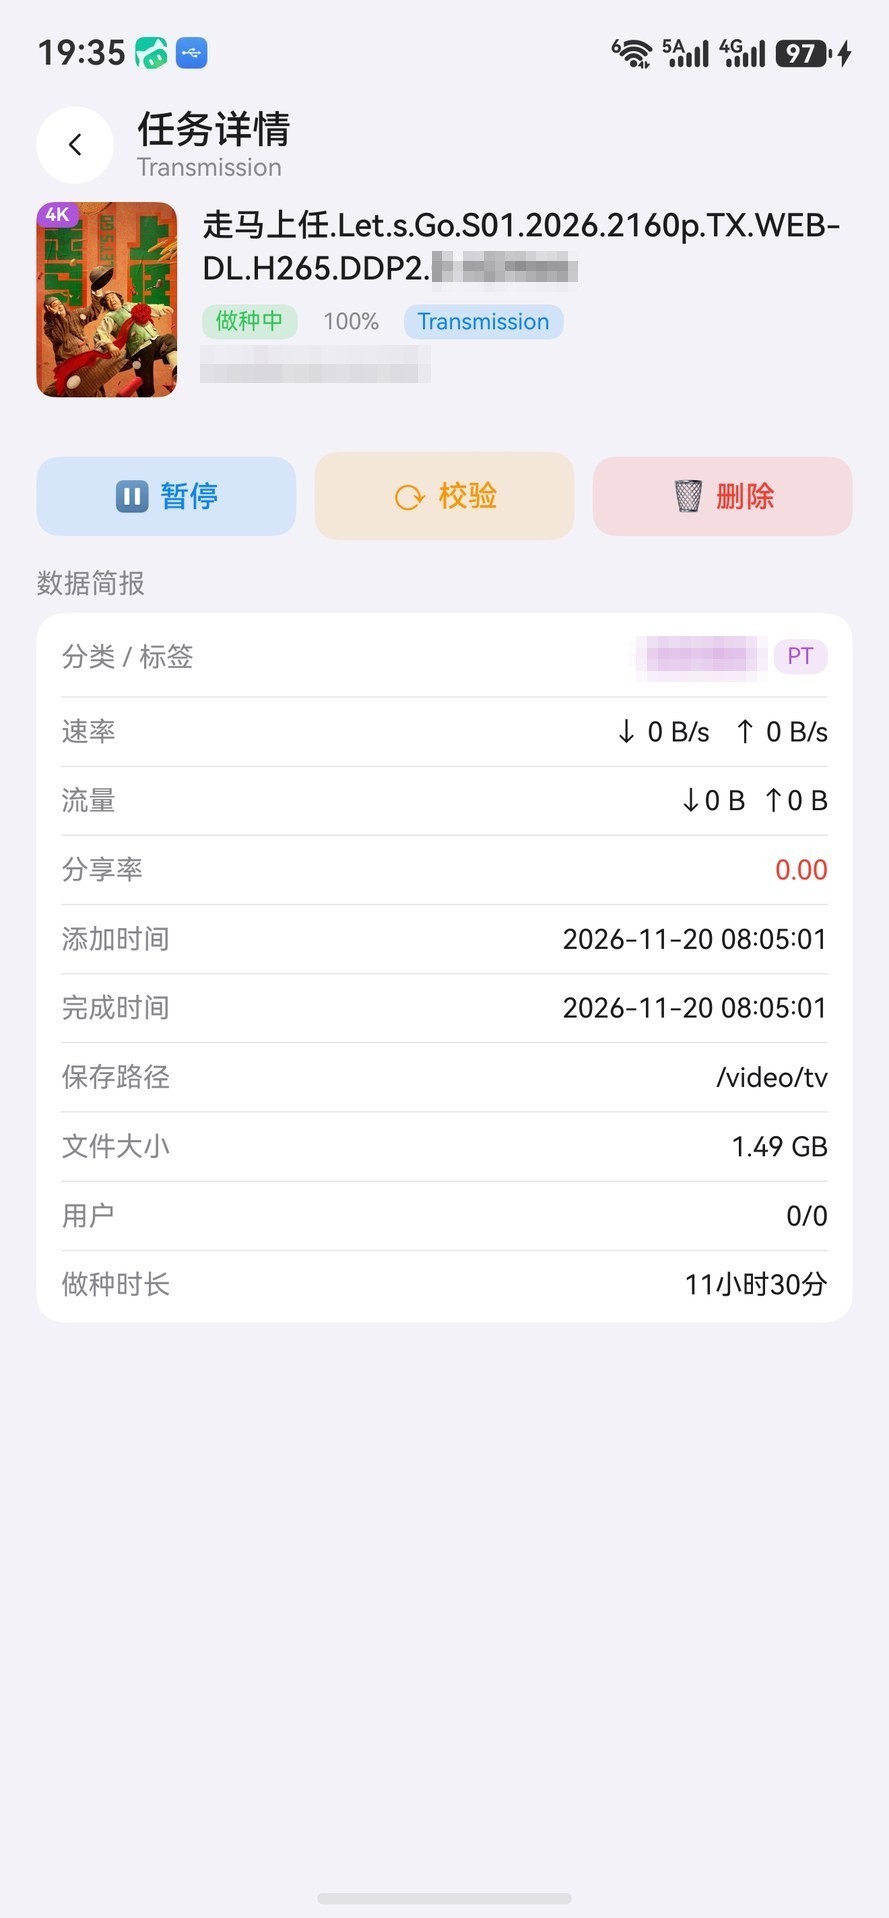 19:35
6 5A 4G 97
任务详情
Transmission
4K
LET'S GO
走马上任.Let.s.Go.S01.2026.2160p.TX.WEB-
DL.H265.DDP2.
做种中 100% Transmission
暂停 校验 删除
数据简报
分类 / 标签 PT
速率 ↓ 0 B/s ↑ 0 B/s
流量 ↓0 B ↑0 B
分享率 0.00
添加时间 2026-11-20 08:05:01
完成时间 2026-11-20 08:05:01
保存路径 /video/tv
文件大小 1.49 GB
用户 0/0
做种时长 11小时30分